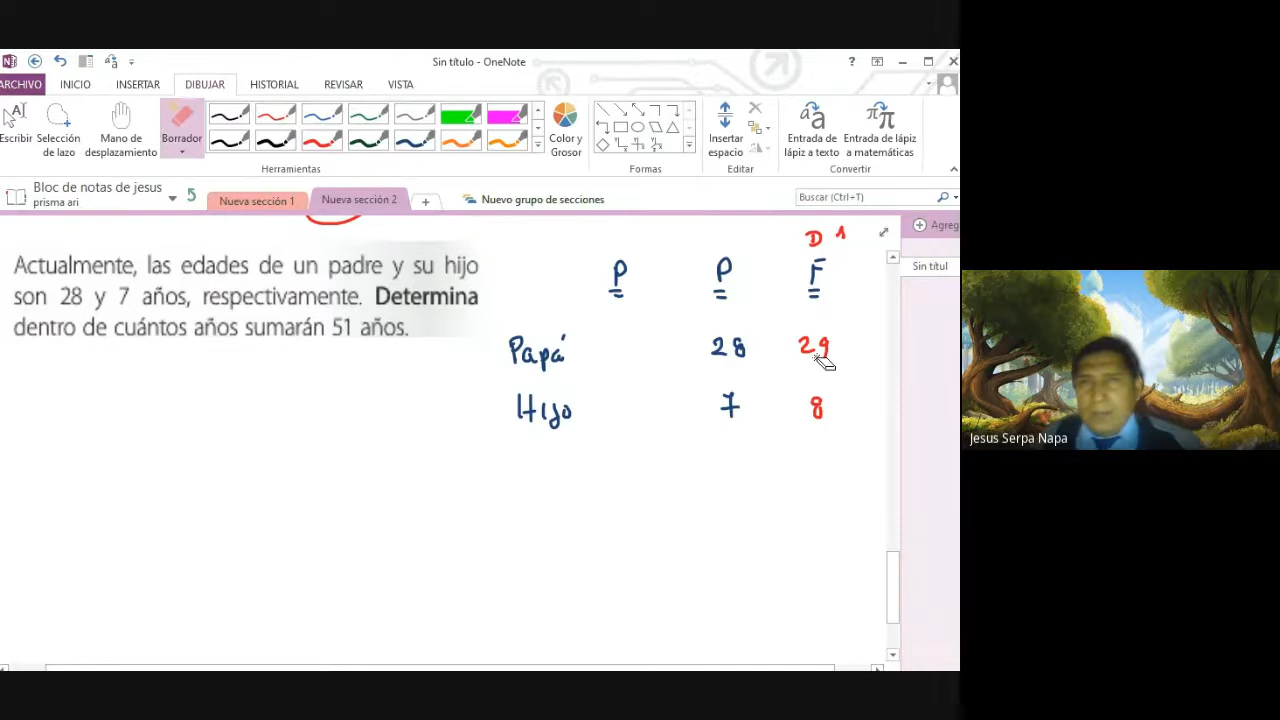 Sin título - OneNote
ARCHIVO INICIO INSERTAR DIBUJAR HISTORIAL REVISAR VISTA
Escribir
Selección de lazo
Mano de desplazamiento
Borrador
Color y Grosor
Insertar espacio
Entrada de lápiz a texto
Entrada de lápiz a matemáticas
Herramientas Formas Editar Convertir
Bloc de notas de jesus
prisma ari
Nueva sección 1
Nueva sección 2
Nuevo grupo de secciones
Buscar (Ctrl+T)
Agreg
Sin títul
Actualmente, las edades de un padre y su hijo
son 28 y 7 años, respectivamente. Determina
dentro de cuántos años sumarán 51 años.
D 1
P P F
Papá 28 29
Hijo 7 8
Jesus Serpa Napa